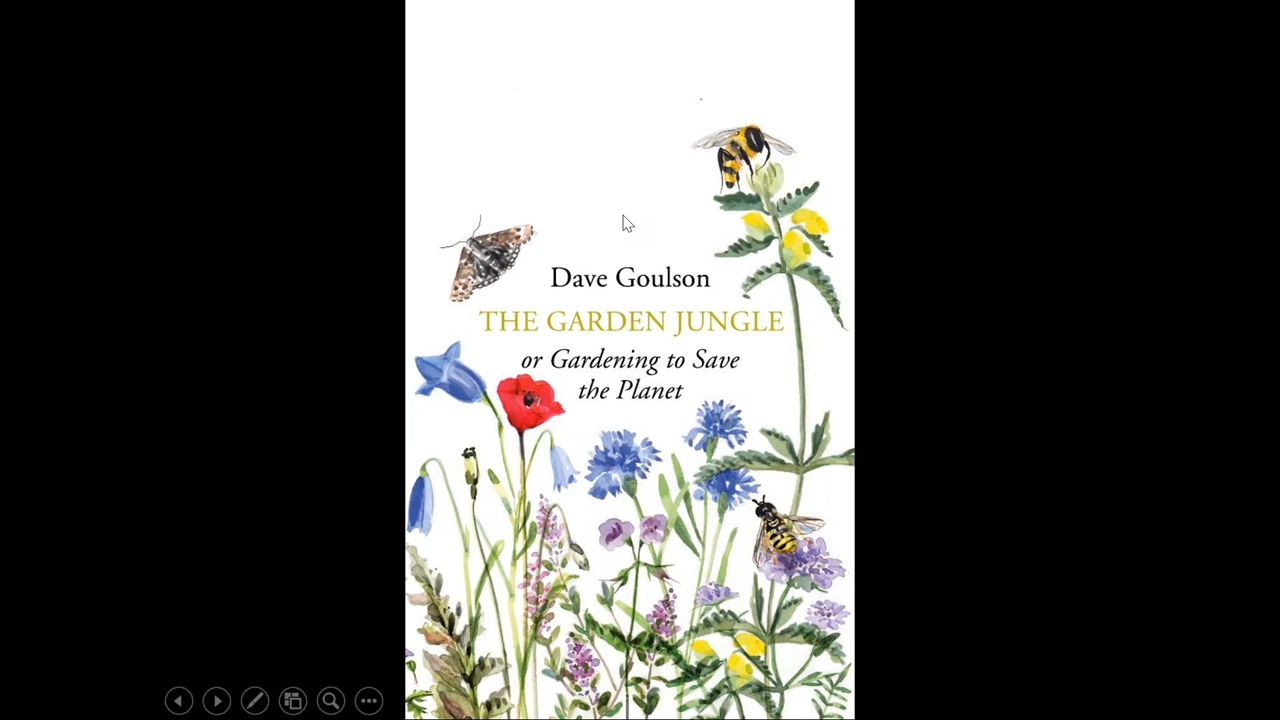 Dave Goulson
THE GARDEN JUNGLE
or Gardening to Save
the Planet